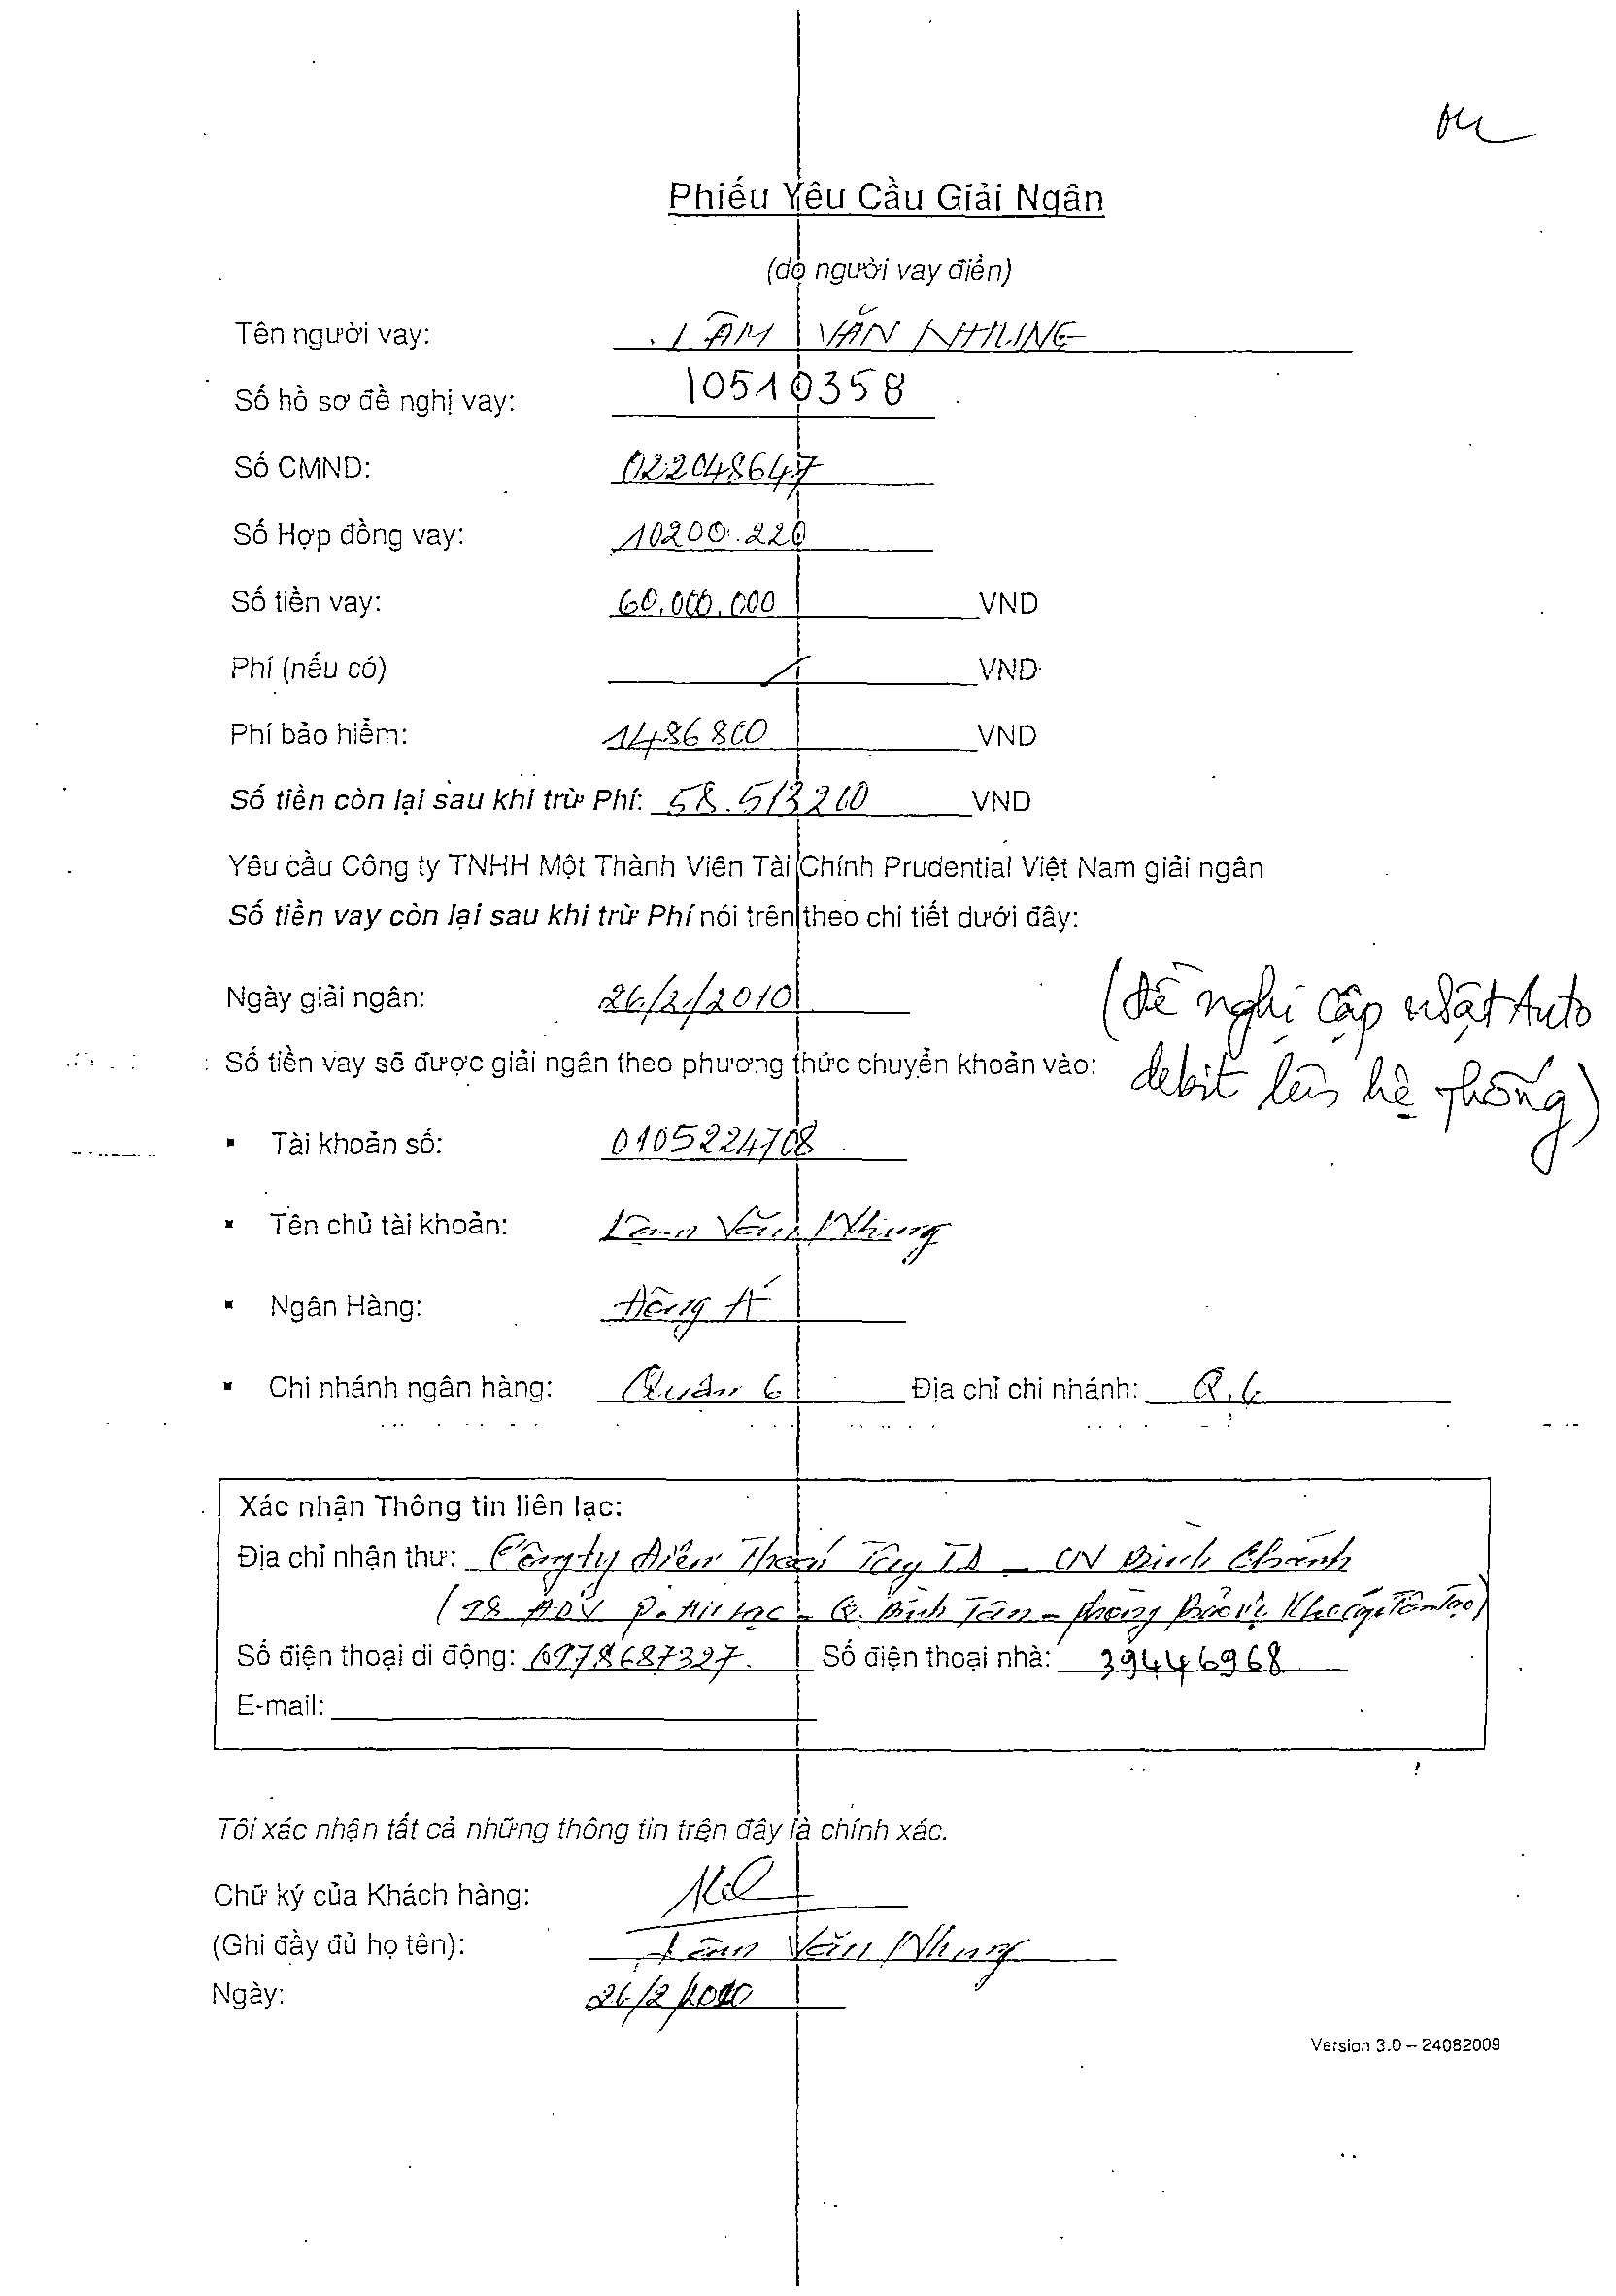 Phiếu Yêu Cầu Giải Ngân
(do người vay điền)
Tên người vay: LÂM VĂN NHUNG
Số hồ sơ đề nghị vay: 10510358
Số CMND: 022048647
Số Hợp đồng vay: 10200.220
Số tiền vay: 60.000.000 VND
Phí (nếu có) VND
Phí bảo hiểm: 1486800 VND
Số tiền còn lại sau khi trừ Phí: 58.513200 VND
Yêu cầu Công ty TNHH Một Thành Viên Tài Chính Prudential Việt Nam giải ngân
Số tiền vay còn lại sau khi trừ Phí nói trên theo chi tiết dưới đây:
Ngày giải ngân: 26/2/2010
(Đề nghị cập nhật Auto
debit lên hệ thống)
Số tiền vay sẽ được giải ngân theo phương thức chuyển khoản vào:
▪ Tài khoản số: 0105224708
▪ Tên chủ tài khoản: Lâm Văn Nhung
▪ Ngân Hàng: Đông Á
▪ Chi nhánh ngân hàng: Quận 6 Địa chỉ chi nhánh: Q.6
Xác nhận Thông tin liên lạc:
Địa chỉ nhận thư: Công ty Điện Thoại Tây TP - CN Bình Chánh
(18 ADV P. An Lạc - Q. Bình Tân - phòng Bảo vệ Tân Tạo)
Số điện thoại di động: 0978687327. Số điện thoại nhà: 39446968
E-mail:
Tôi xác nhận tất cả những thông tin trên đây là chính xác.
Chữ ký của Khách hàng:
(Ghi đầy đủ họ tên): Lâm Văn Nhung
Ngày: 26/2/2010
Version 3.0 – 24082009